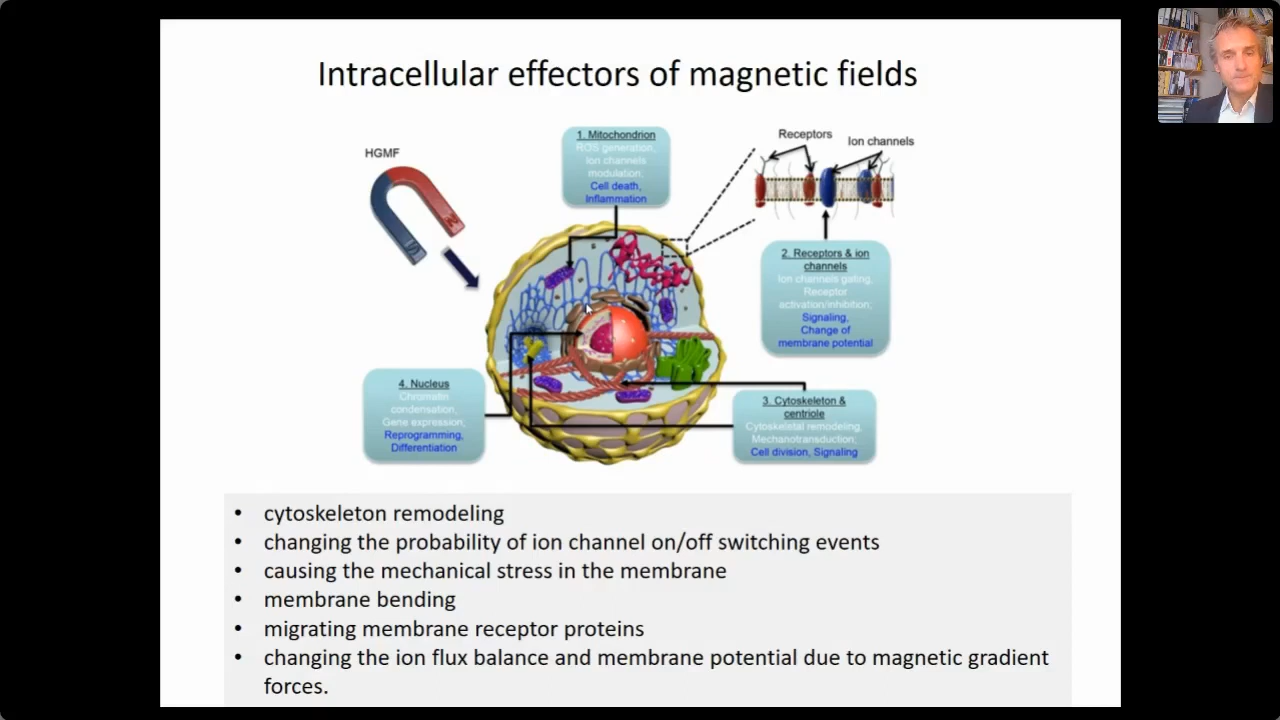 Intracellular effectors of magnetic fields
HGMF
1. Mitochondrion
ROS generation,
Ion channels
modulation;
Cell death,
Inflammation
Receptors
Ion channels
2. Receptors & ion
channels
Ion channels gating,
Receptor
activation/inhibition;
Signaling,
Change of
membrane potential
4. Nucleus
Chromatin
condensation,
Gene expression;
Reprogramming,
Differentiation
3. Cytoskeleton &
centriole
Cytoskeletal remodeling,
Mechanotransduction;
Cell division, Signaling
N
S
• cytoskeleton remodeling
• changing the probability of ion channel on/off switching events
• causing the mechanical stress in the membrane
• membrane bending
• migrating membrane receptor proteins
• changing the ion flux balance and membrane potential due to magnetic gradient
forces.